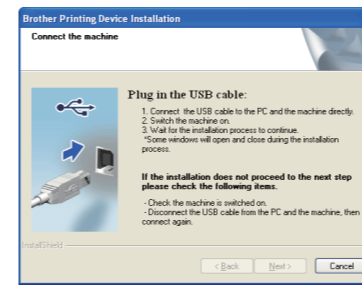 Brother Printing Device Installation
Connect the machine
Plug in the USB cable:
1. Connect the USB cable to the PC and the machine directly.
2. Switch the machine on.
3. Wait for the installation process to continue.
*Some windows will open and close during the installation
process.
If the installation does not proceed to the next step
please check the following items.
- Check the machine is switched on.
- Disconnect the USB cable from the PC and the machine, then
connect again.
InstallShield
< Back Next > Cancel